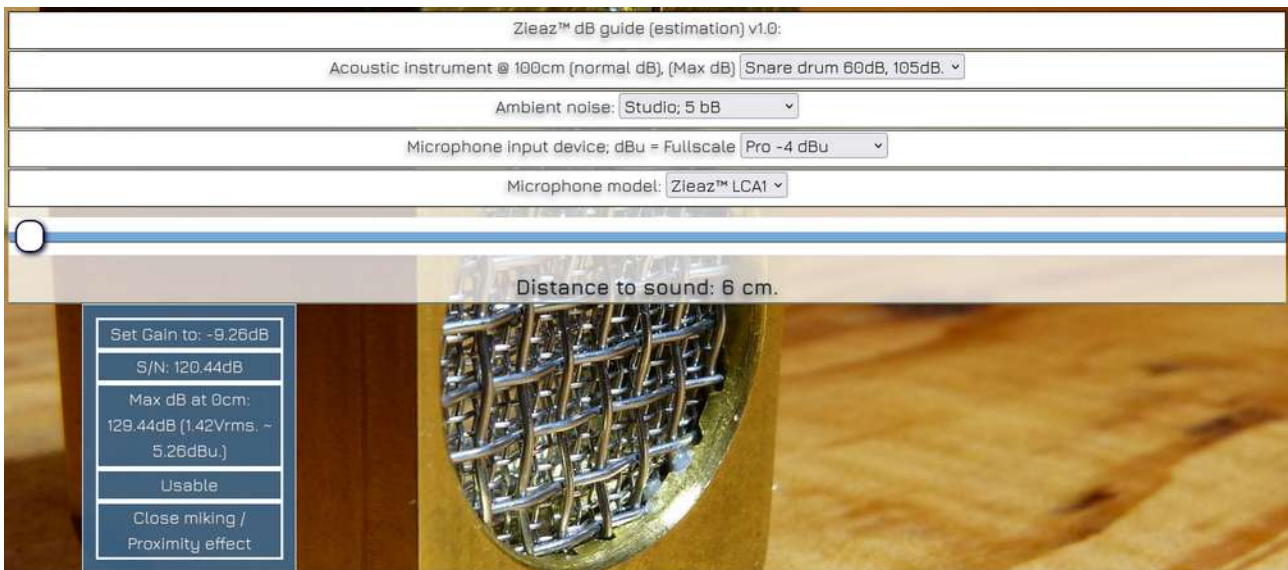 Zieaz™ dB guide (estimation) v1.0:
Acoustic instrument @ 100cm (normal dB), (Max dB) Snare drum 60dB, 105dB.
Ambient noise: Studio; 5 bB
Microphone input device; dBu = Fullscale Pro -4 dBu
Microphone model: Zieaz™ LCA1
Distance to sound: 6 cm.
Set Gain to: -9.26dB
S/N: 120.44dB
Max dB at 0cm:
129.44dB (1.42Vrms. ~
5.26dBu.)
Usable
Close miking /
Proximity effect